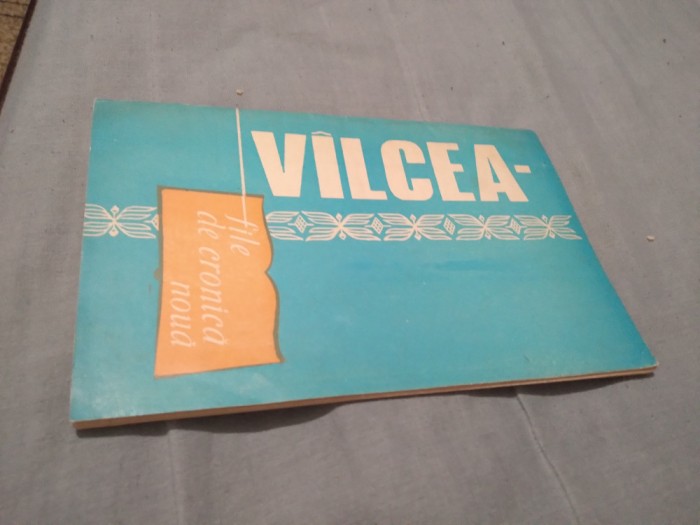 VÎLCEA-
file
de cronică
nouă